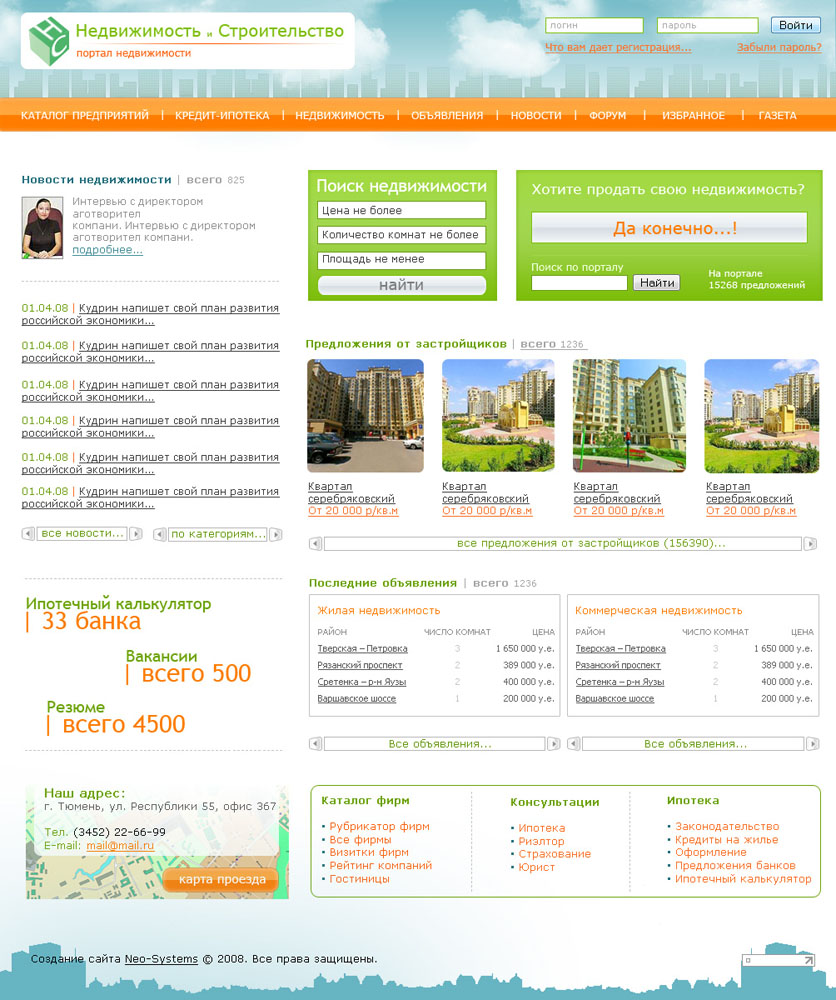 Недвижимость и Строительство
портал недвижимости
логин
пароль
Войти
Что вам дает регистрация...
Забыли пароль?
КАТАЛОГ ПРЕДПРИЯТИЙ | КРЕДИТ-ИПОТЕКА | НЕДВИЖИМОСТЬ | ОБЪЯВЛЕНИЯ | НОВОСТИ | ФОРУМ | ИЗБРАННОЕ | ГАЗЕТА
Новости недвижимости | всего 825
Интервью с директором
аготворител
компании. Интервью с директором
аготворител компани.
подробнее...
01.04.08 | Кудрин напишет свой план развития
российской экономики...
01.04.08 | Кудрин напишет свой план развития
российской экономики...
01.04.08 | Кудрин напишет свой план развития
российской экономики...
01.04.08 | Кудрин напишет свой план развития
российской экономики...
01.04.08 | Кудрин напишет свой план развития
российской экономики...
01.04.08 | Кудрин напишет свой план развития
российской экономики...
все новости...
по категориям...
Ипотечный калькулятор
| 33 банка
Вакансии
| всего 500
Резюме
| всего 4500
Поиск недвижимости
Цена не более
Количество комнат не более
Площадь не менее
найти
Хотите продать свою недвижимость?
Да конечно...!
Поиск по порталу
Найти
На портале
15268 предложений
Предложения от застройщиков | всего 1236
Квартал
серебряковский
От 20 000 р/кв.м
Квартал
серебряковский
От 20 000 р/кв.м
Квартал
серебряковский
От 20 000 р/кв.м
Квартал
серебряковский
От 20 000 р/кв.м
все предложения от застройщиков (156390)...
Последние объявления | всего 1236
Жилая недвижимость
РАЙОН ЧИСЛО КОМНАТ ЦЕНА
Тверская – Петровка 3 1 650 000 у.е.
Рязанский проспект 2 389 000 у.е.
Сретенка – р-н Яузы 2 400 000 у.е.
Варшавское шоссе 1 200 000 у.е.
Все объявления...
Коммерческая недвижимость
РАЙОН ЧИСЛО КОМНАТ ЦЕНА
Тверская – Петровка 3 1 650 000 у.е.
Рязанский проспект 2 389 000 у.е.
Сретенка – р-н Яузы 2 400 000 у.е.
Варшавское шоссе 1 200 000 у.е.
Все объявления...
Наш адрес:
г. Тюмень, ул. Республики 55, офис 367
Тел. (3452) 22-66-99
E-mail: mail@mail.ru
карта проезда
Каталог фирм
• Рубрикатор фирм
• Все фирмы
• Визитки фирм
• Рейтинг компаний
• Гостиницы
Консультации
• Ипотека
• Ризлтор
• Страхование
• Юрист
Ипотека
• Законодательство
• Кредиты на жилье
• Оформление
• Предложения банков
• Ипотечный калькулятор
Создание сайта Neo-Systems © 2008. Все права защищены.